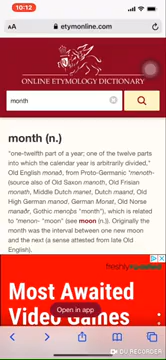 10:12
etymonline.com
ONLINE ETYMOLOGY DICTIONARY
month
month (n.)
"one-twelfth part of a year; one of the twelve parts
into which the calendar year is arbitrarily divided,"
Old English monað, from Proto-Germanic *menoth-
(source also of Old Saxon manoth, Old Frisian
monath, Middle Dutch manet, Dutch maand, Old
High German manod, German Monat, Old Norse
manaðr, Gothic menoþs "month"), which is related
to *menon- "moon" (see moon (n.)). Originally the
month was the interval between one new moon
and the next (a sense attested from late Old
English).
Most Awaited
Video Games
Open in app
DU RECORDER